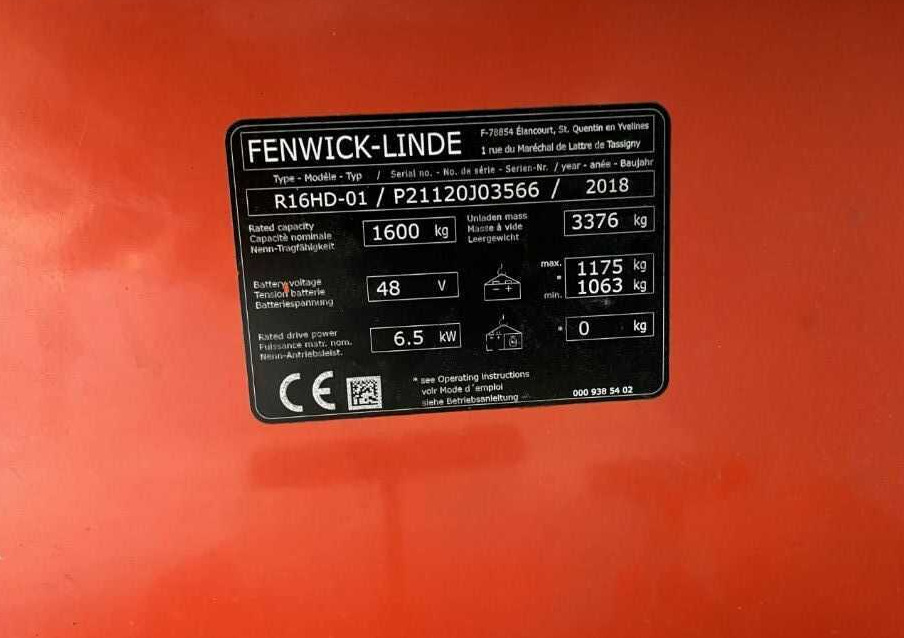 FENWICK-LINDE
F-78854 Élancourt, St. Quentin en Yvelines
1 rue du Maréchal de Lattre de Tassigny
Type - Modèle - Typ / Serial no. - No. de série - Serien-Nr. / year - anée - Baujahr
R16HD-01 / P21120J03566 / 2018
Rated capacity
Capacité nominale
Nenn-Tragfähigkeit
1600 kg
Unladen mass
Masse à vide
Leergewicht
3376 kg
Battery voltage
Tension batterie
Batteriespannung
48 V
- +
max. 1175 kg
*
min. 1063 kg
Rated drive power
Puissance motr. nom.
Nenn-Antriebsleist.
6.5 kW
* 0 kg
CE
* see Operating instructions
voir Mode d'emploi
siehe Betriebsanleitung
000 938 54 02